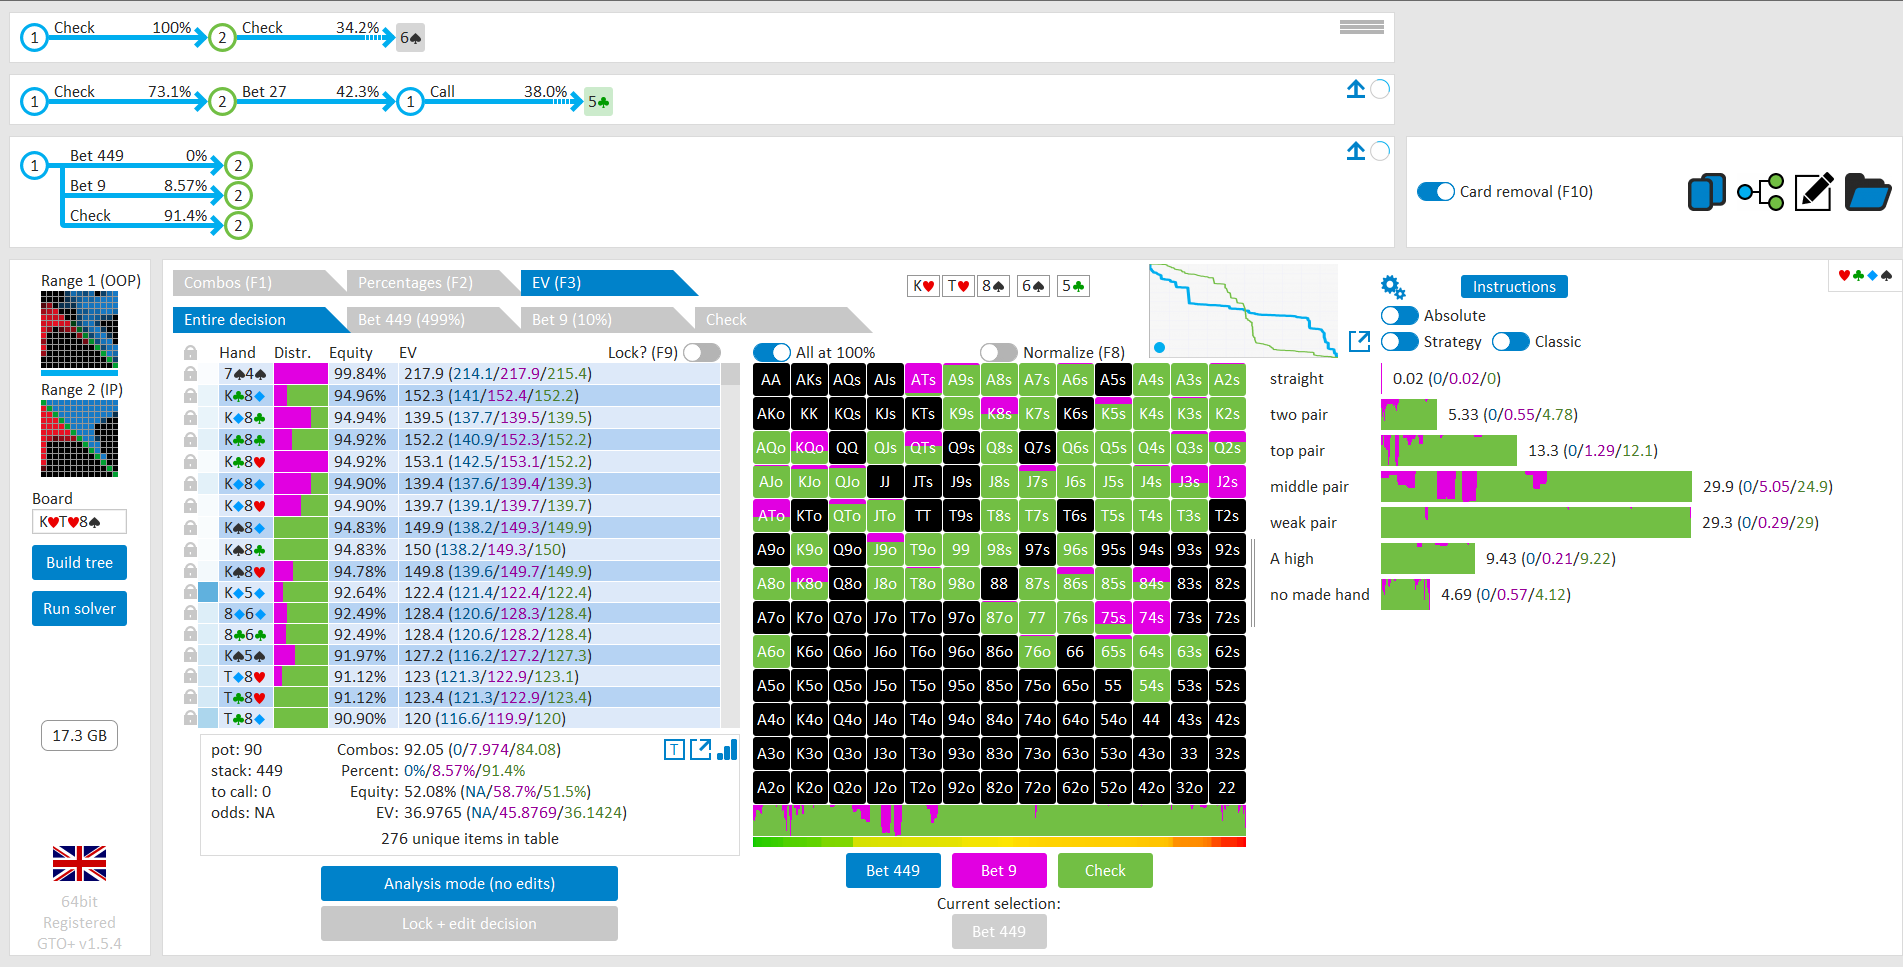 1 Check 100% 2 Check 34.2% 6♠
1 Check 73.1% 2 Bet 27 42.3% 1 Call 38.0% 5♣
1 Bet 449 0% 2
Bet 9 8.57% 2
Check 91.4% 2
Card removal (F10)
Range 1 (OOP)
Range 2 (IP)
Board
K♥T♥8♠
Build tree
Run solver
17.3 GB
64bit
Registered
GTO+ v1.5.4
Combos (F1) Percentages (F2) EV (F3)
Entire decision Bet 449 (499%) Bet 9 (10%) Check
K♥ T♥ 8♠ 6♠ 5♣
Hand Distr. Equity EV Lock? (F9)
7♠4♠ 99.84% 217.9 (214.1/217.9/215.4)
K♣8♦ 94.96% 152.3 (141/152.4/152.2)
K♦8♣ 94.94% 139.5 (137.7/139.5/139.5)
K♣8♣ 94.92% 152.2 (140.9/152.3/152.2)
K♣8♥ 94.92% 153.1 (142.5/153.1/152.2)
K♦8♦ 94.90% 139.4 (137.6/139.4/139.3)
K♦8♥ 94.90% 139.7 (139.1/139.7/139.7)
K♠8♦ 94.83% 149.9 (138.2/149.3/149.9)
K♠8♣ 94.83% 150 (138.2/149.3/150)
K♠8♥ 94.78% 149.8 (139.6/149.7/149.9)
K♦5♦ 92.64% 122.4 (121.4/122.4/122.4)
8♦6♦ 92.49% 128.4 (120.6/128.3/128.4)
8♣6♣ 92.49% 128.4 (120.6/128.2/128.4)
K♠5♠ 91.97% 127.2 (116.2/127.2/127.3)
T♦8♥ 91.12% 123 (121.3/122.9/123.1)
T♣8♥ 91.12% 123.4 (121.3/122.9/123.4)
T♣8♦ 90.90% 120 (116.6/119.9/120)
pot: 90 Combos: 92.05 (0/7.974/84.08)
stack: 449 Percent: 0%/8.57%/91.4%
to call: 0 Equity: 52.08% (NA/58.7%/51.5%)
odds: NA EV: 36.9765 (NA/45.8769/36.1424)
276 unique items in table
T
Analysis mode (no edits)
Lock + edit decision
All at 100% Normalize (F8)
AA AKs AQs AJs ATs A9s A8s A7s A6s A5s A4s A3s A2s
AKo KK KQs KJs KTs K9s K8s K7s K6s K5s K4s K3s K2s
AQo KQo QQ QJs QTs Q9s Q8s Q7s Q6s Q5s Q4s Q3s Q2s
AJo KJo QJo JJ JTs J9s J8s J7s J6s J5s J4s J3s J2s
ATo KTo QTo JTo TT T9s T8s T7s T6s T5s T4s T3s T2s
A9o K9o Q9o J9o T9o 99 98s 97s 96s 95s 94s 93s 92s
A8o K8o Q8o J8o T8o 98o 88 87s 86s 85s 84s 83s 82s
A7o K7o Q7o J7o T7o 97o 87o 77 76s 75s 74s 73s 72s
A6o K6o Q6o J6o T6o 96o 86o 76o 66 65s 64s 63s 62s
A5o K5o Q5o J5o T5o 95o 85o 75o 65o 55 54s 53s 52s
A4o K4o Q4o J4o T4o 94o 84o 74o 64o 54o 44 43s 42s
A3o K3o Q3o J3o T3o 93o 83o 73o 63o 53o 43o 33 32s
A2o K2o Q2o J2o T2o 92o 82o 72o 62o 52o 42o 32o 22
Bet 449 Bet 9 Check
Current selection:
Bet 449
Instructions
Absolute
Strategy Classic
♥♣♦♠
straight 0.02 (0/0.02/0)
two pair 5.33 (0/0.55/4.78)
top pair 13.3 (0/1.29/12.1)
middle pair 29.9 (0/5.05/24.9)
weak pair 29.3 (0/0.29/29)
A high 9.43 (0/0.21/9.22)
no made hand 4.69 (0/0.57/4.12)